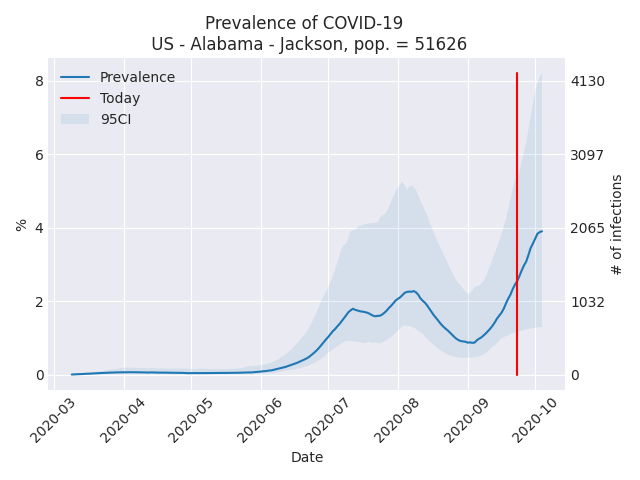 Prevalence of COVID-19
US - Alabama - Jackson, pop. = 51626
Prevalence
Today
95CI
8
6
4
2
0
%
4130
3097
2065
1032
0
# of infections
2020-03
2020-04
2020-05
2020-06
2020-07
2020-08
2020-09
2020-10
Date